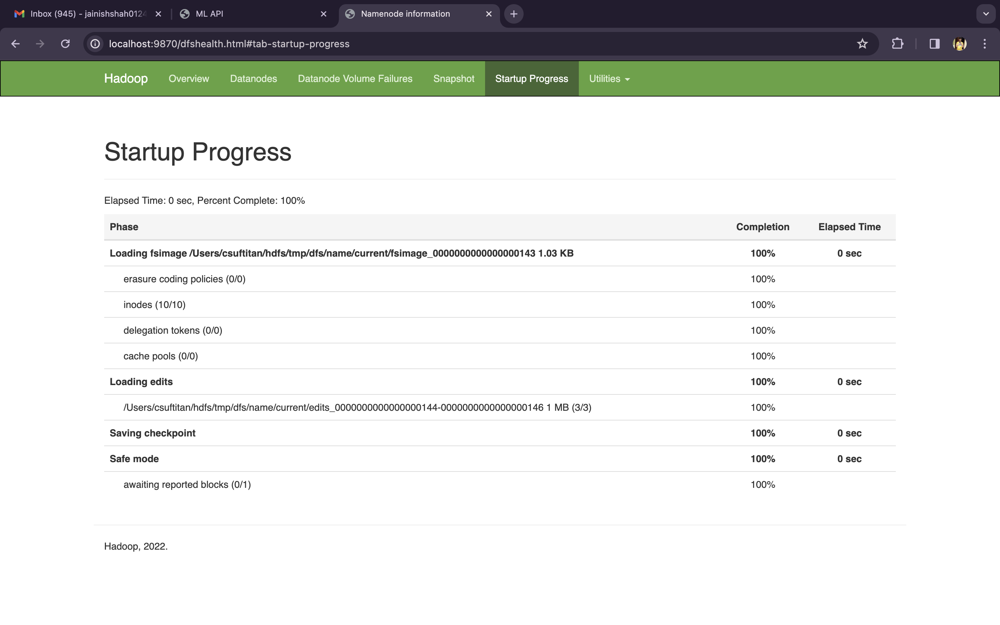 Inbox (945) - jainishshah0124
ML API
Namenode information
localhost:9870/dfshealth.html#tab-startup-progress
Hadoop Overview Datanodes Datanode Volume Failures Snapshot Startup Progress Utilities
Startup Progress
Elapsed Time: 0 sec, Percent Complete: 100%
Phase Completion Elapsed Time
Loading fsimage /Users/csuftitan/hdfs/tmp/dfs/name/current/fsimage_0000000000000000143 1.03 KB 100% 0 sec
erasure coding policies (0/0) 100%
inodes (10/10) 100%
delegation tokens (0/0) 100%
cache pools (0/0) 100%
Loading edits 100% 0 sec
/Users/csuftitan/hdfs/tmp/dfs/name/current/edits_0000000000000000144-0000000000000000146 1 MB (3/3) 100%
Saving checkpoint 100% 0 sec
Safe mode 100% 0 sec
awaiting reported blocks (0/1) 100%
Hadoop, 2022.